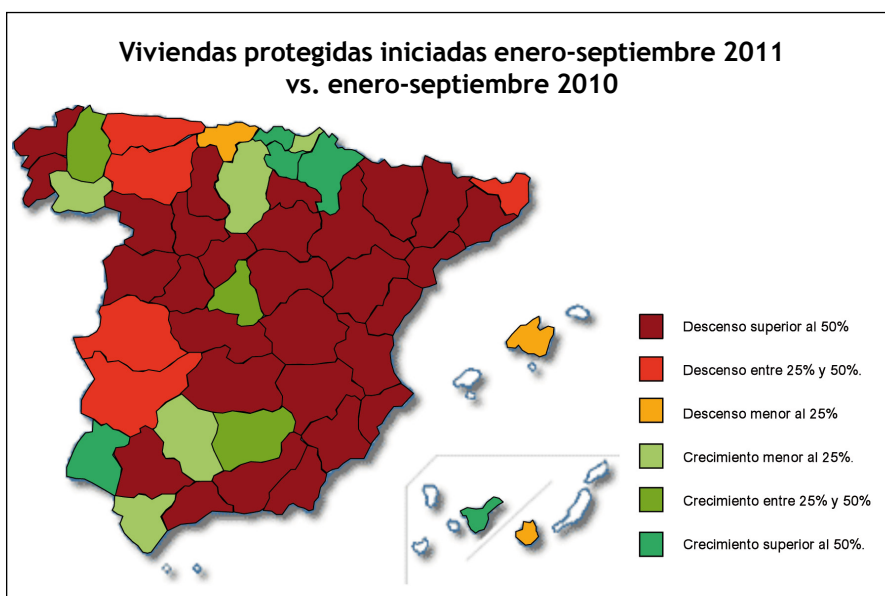 Viviendas protegidas iniciadas enero-septiembre 2011
vs. enero-septiembre 2010
Descenso superior al 50%
Descenso entre 25% y 50%.
Descenso menor al 25%
Crecimiento menor al 25%.
Crecimiento entre 25% y 50%
Crecimiento superior al 50%.